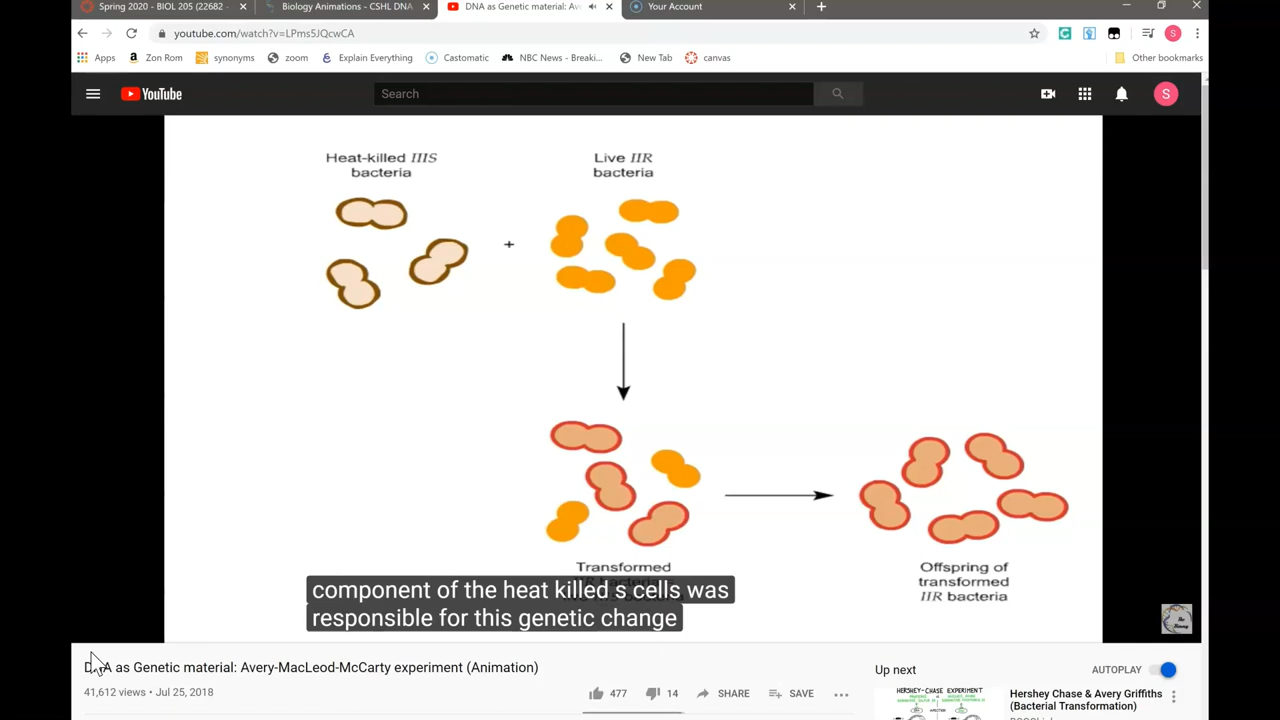 Spring 2020 - BIOL 205 (22682 -
Biology Animations - CSHL DNA
DNA as Genetic material: Av
Your Account
youtube.com/watch?v=LPms5JQcwCA
S
Apps
Zon Rom
synonyms
zoom
Explain Everything
Castomatic
NBC News - Breaki...
New Tab
canvas
Other bookmarks
YouTube
Search
S
Heat-killed IIIS
bacteria
Live IIR
bacteria
+
Transformed
Offspring of
transformed
IIR bacteria
component of the heat killed s cells was
responsible for this genetic change
DNA as Genetic material: Avery-MacLeod-McCarty experiment (Animation)
41,612 views • Jul 25, 2018
477
14
SHARE
SAVE
Up next
AUTOPLAY
HERSHEY-CHASE EXPERIMENT
Hershey Chase & Avery Griffiths
(Bacterial Transformation)